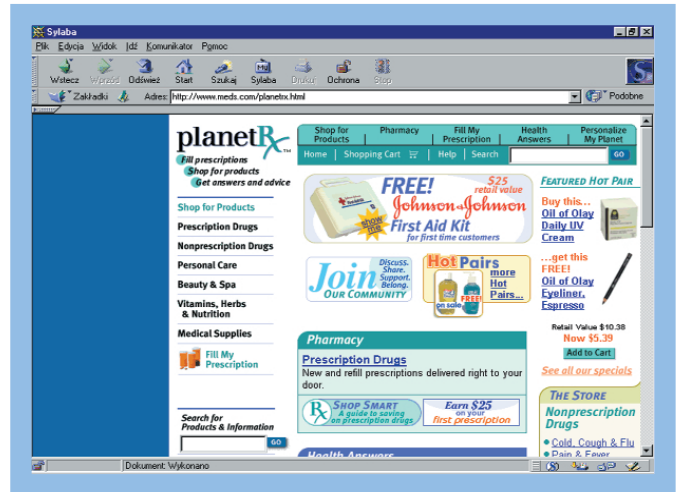 Sylaba
Plik Edycja Widok Idź Komunikator Pomoc
Wstecz Wprzód Odśwież Start Szukaj Sylaba Drukuj Ochrona Stop
Zakładki Adres: http://www.meds.com/planetrx.html Podobne
planetRx™
Fill prescriptions
Shop for products
Get answers and advice
Shop for Products
Pharmacy
Fill My Prescription
Health Answers
Personalize My Planet
Home | Shopping Cart | Help | Search GO
Shop for Products
Prescription Drugs
Nonprescription Drugs
Personal Care
Beauty & Spa
Vitamins, Herbs
& Nutrition
Medical Supplies
Fill My
Prescription
Search for
Products & Information
GO
FREE!
$25
retail value
Johnson & Johnson
show me
First Aid Kit
for first time customers
Join
Discuss.
Share.
Support.
Belong.
OUR COMMUNITY
Hot Pairs
more
Hot
Pairs...
on sale
FREE!
Pharmacy
Prescription Drugs
New and refill prescriptions delivered right to your
door.
Rx SHOP SMART
A guide to saving
on prescription drugs
Earn $25
on your
first prescription
Health Answers
FEATURED HOT PAIR
Buy this...
Oil of Olay
Daily UV
Cream
...get this
FREE!
Oil of Olay
Eyeliner,
Espresso
Retail Value $10.38
Now $5.39
Add to Cart
See all our specials
THE STORE
Nonprescription
Drugs
• Cold, Cough & Flu
• Pain & Fever
Dokument: Wykonano